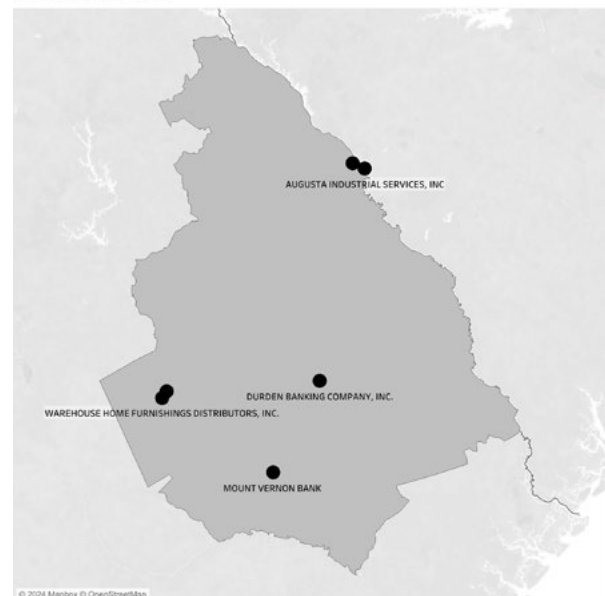 AUGUSTA INDUSTRIAL SERVICES, INC
DURDEN BANKING COMPANY, INC.
WAREHOUSE HOME FURNISHINGS DISTRIBUTORS, INC.
MOUNT VERNON BANK
© 2024 Mapbox © OpenStreetMap